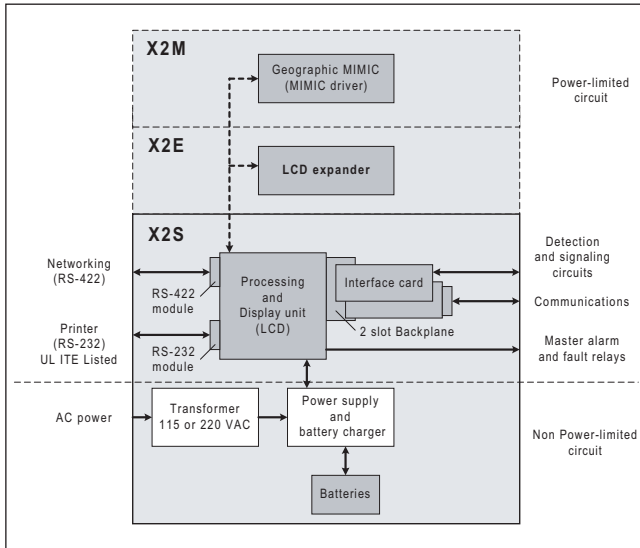 X2M
Geographic MIMIC
(MIMIC driver)
Power-limited
circuit
X2E
LCD expander
X2S
Networking
(RS-422)
RS-422
module
Processing
and
Display unit
(LCD)
Interface card
2 slot Backplane
Detection
and signaling
circuits
Communications
Printer
(RS-232)
UL ITE Listed
RS-232
module
Master alarm
and fault relays
AC power
Transformer
115 or 220 VAC
Power supply
and
battery charger
Non Power-limited
circuit
Batteries